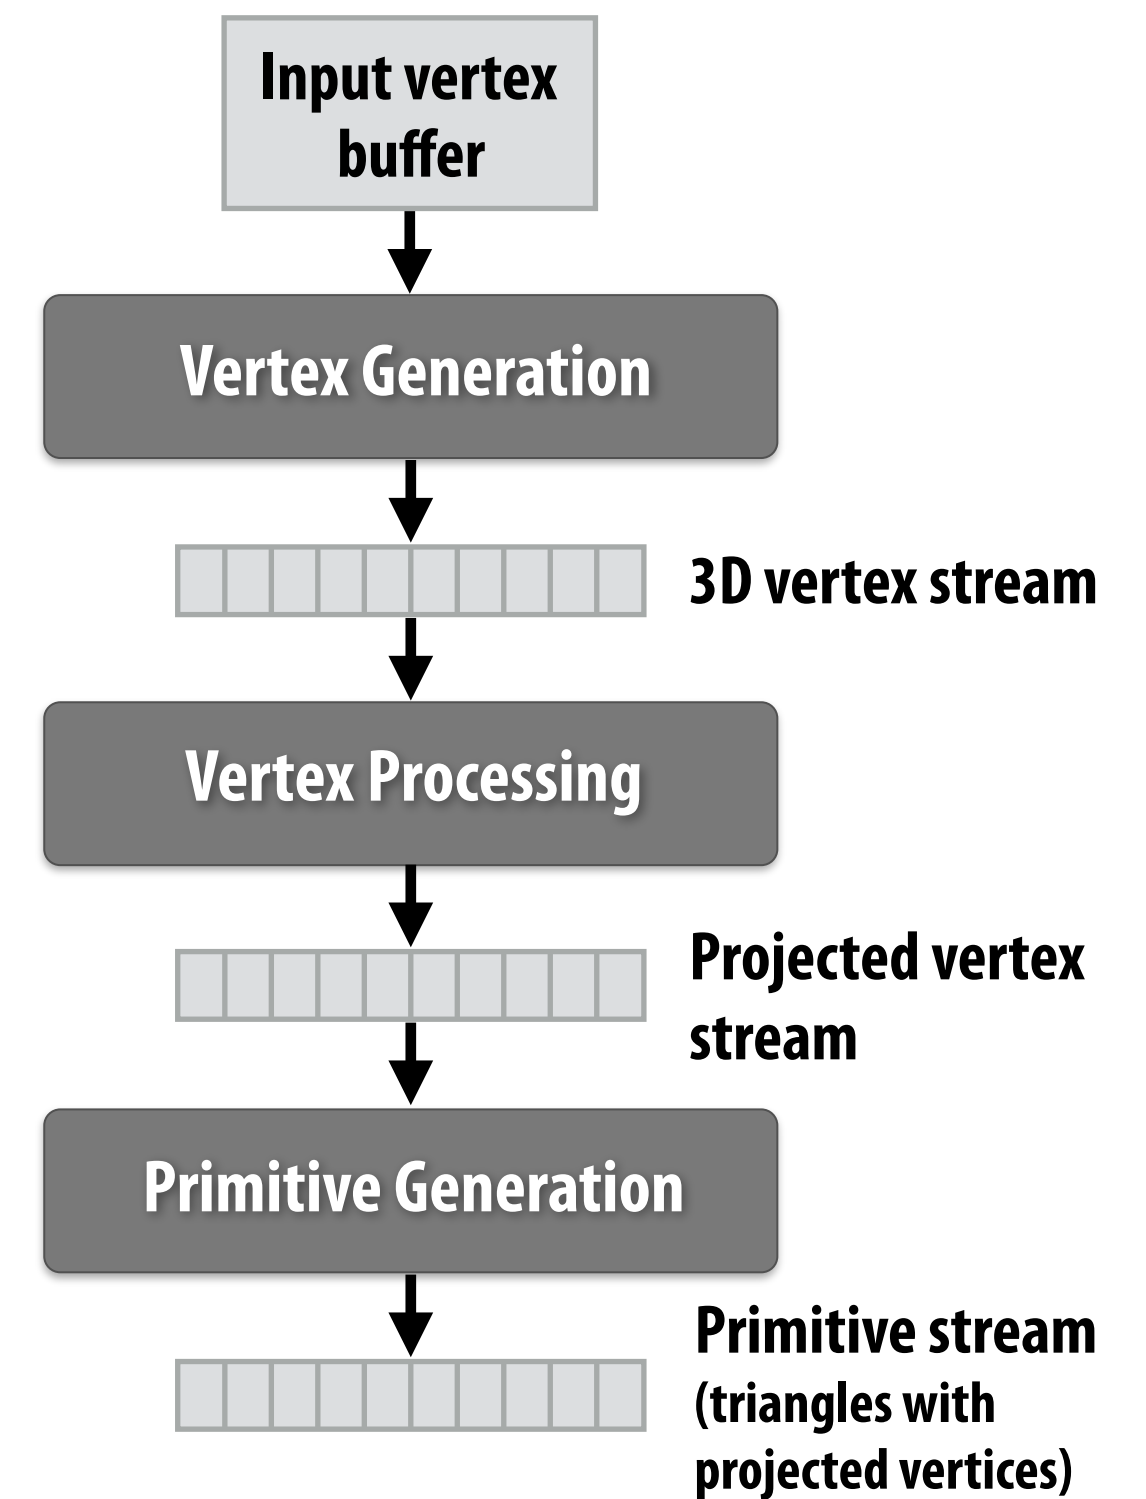 Input vertex
buffer
Vertex Generation
3D vertex stream
Vertex Processing
Projected vertex
stream
Primitive Generation
Primitive stream
(triangles with
projected vertices)